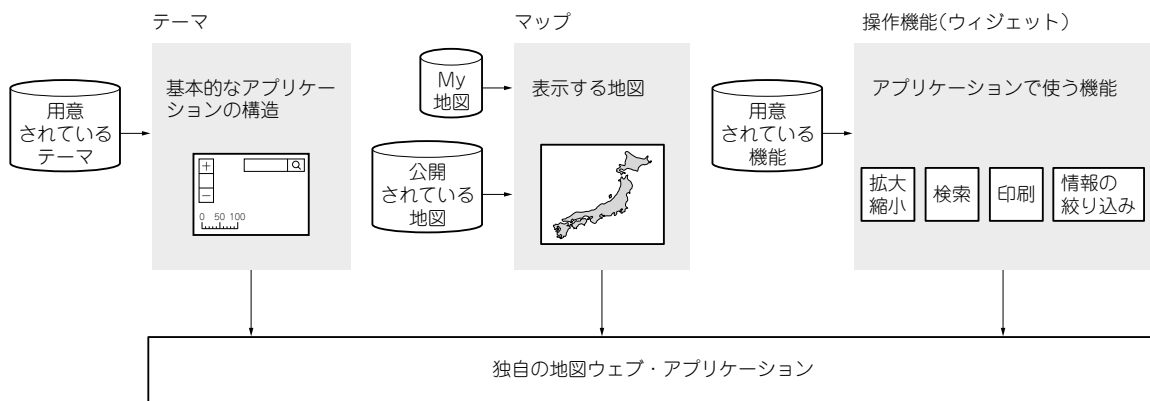 テーマ
用意
されている
テーマ
基本的なアプリケー
ションの構造
+
−
0 50 100
マップ
My
地図
公開
されている
地図
表示する地図
操作機能(ウィジェット)
用意
されている
機能
アプリケーションで使う機能
拡大
縮小
検索
印刷
情報の
絞り込み
独自の地図ウェブ・アプリケーション